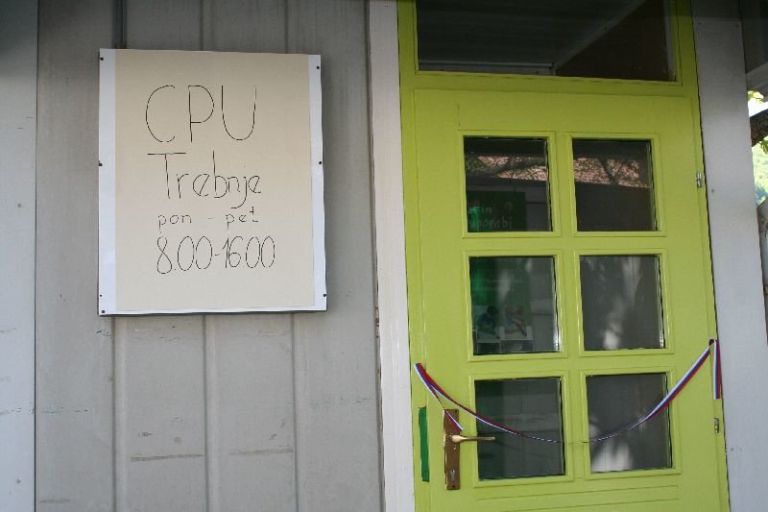 CPU
Trebnje
pon - pet
8.00-16.00